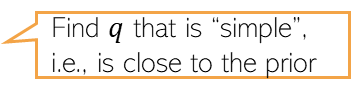 Find q that is “simple”,
i.e., is close to the prior